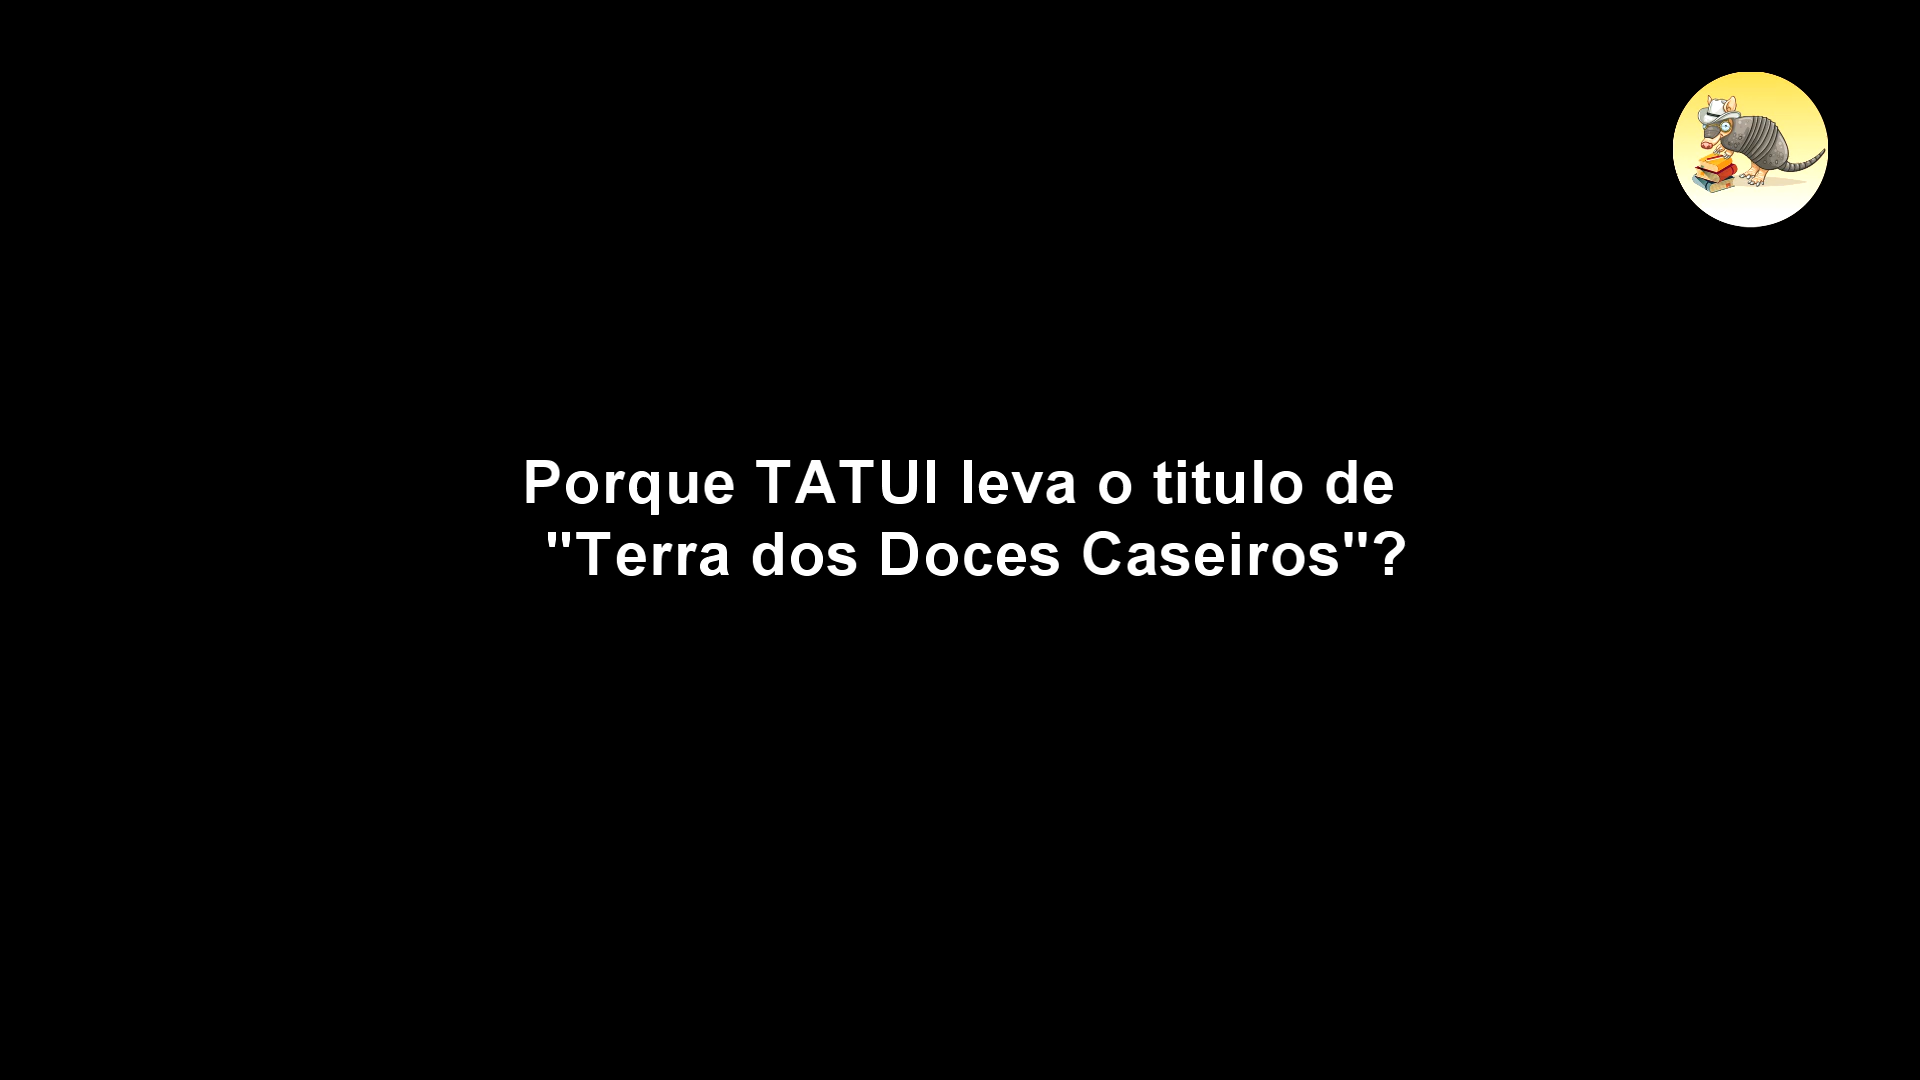 Porque TATUI leva o titulo de
"Terra dos Doces Caseiros"?